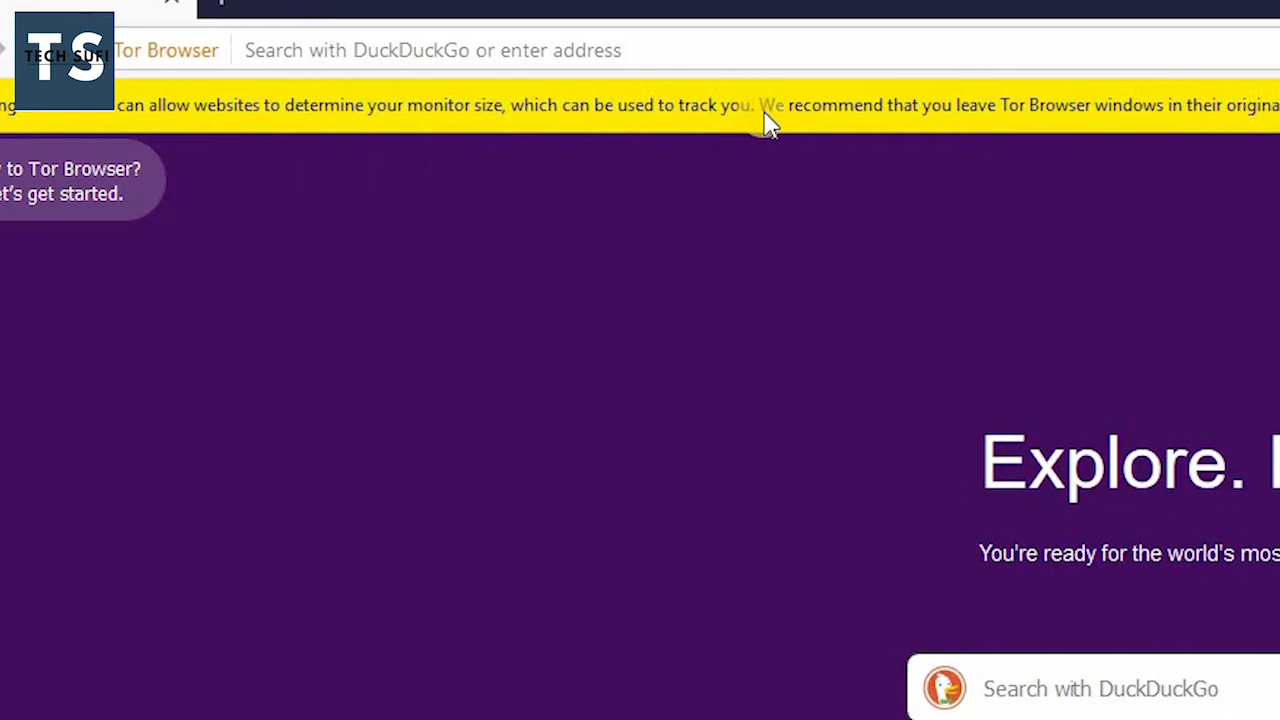 TS
TECH SUFI
Tor Browser
Search with DuckDuckGo or enter address
can allow websites to determine your monitor size, which can be used to track you. We recommend that you leave Tor Browser windows in their
to Tor Browser?
get started.
Explore.
You're ready for the world's
Search with DuckDuckGo